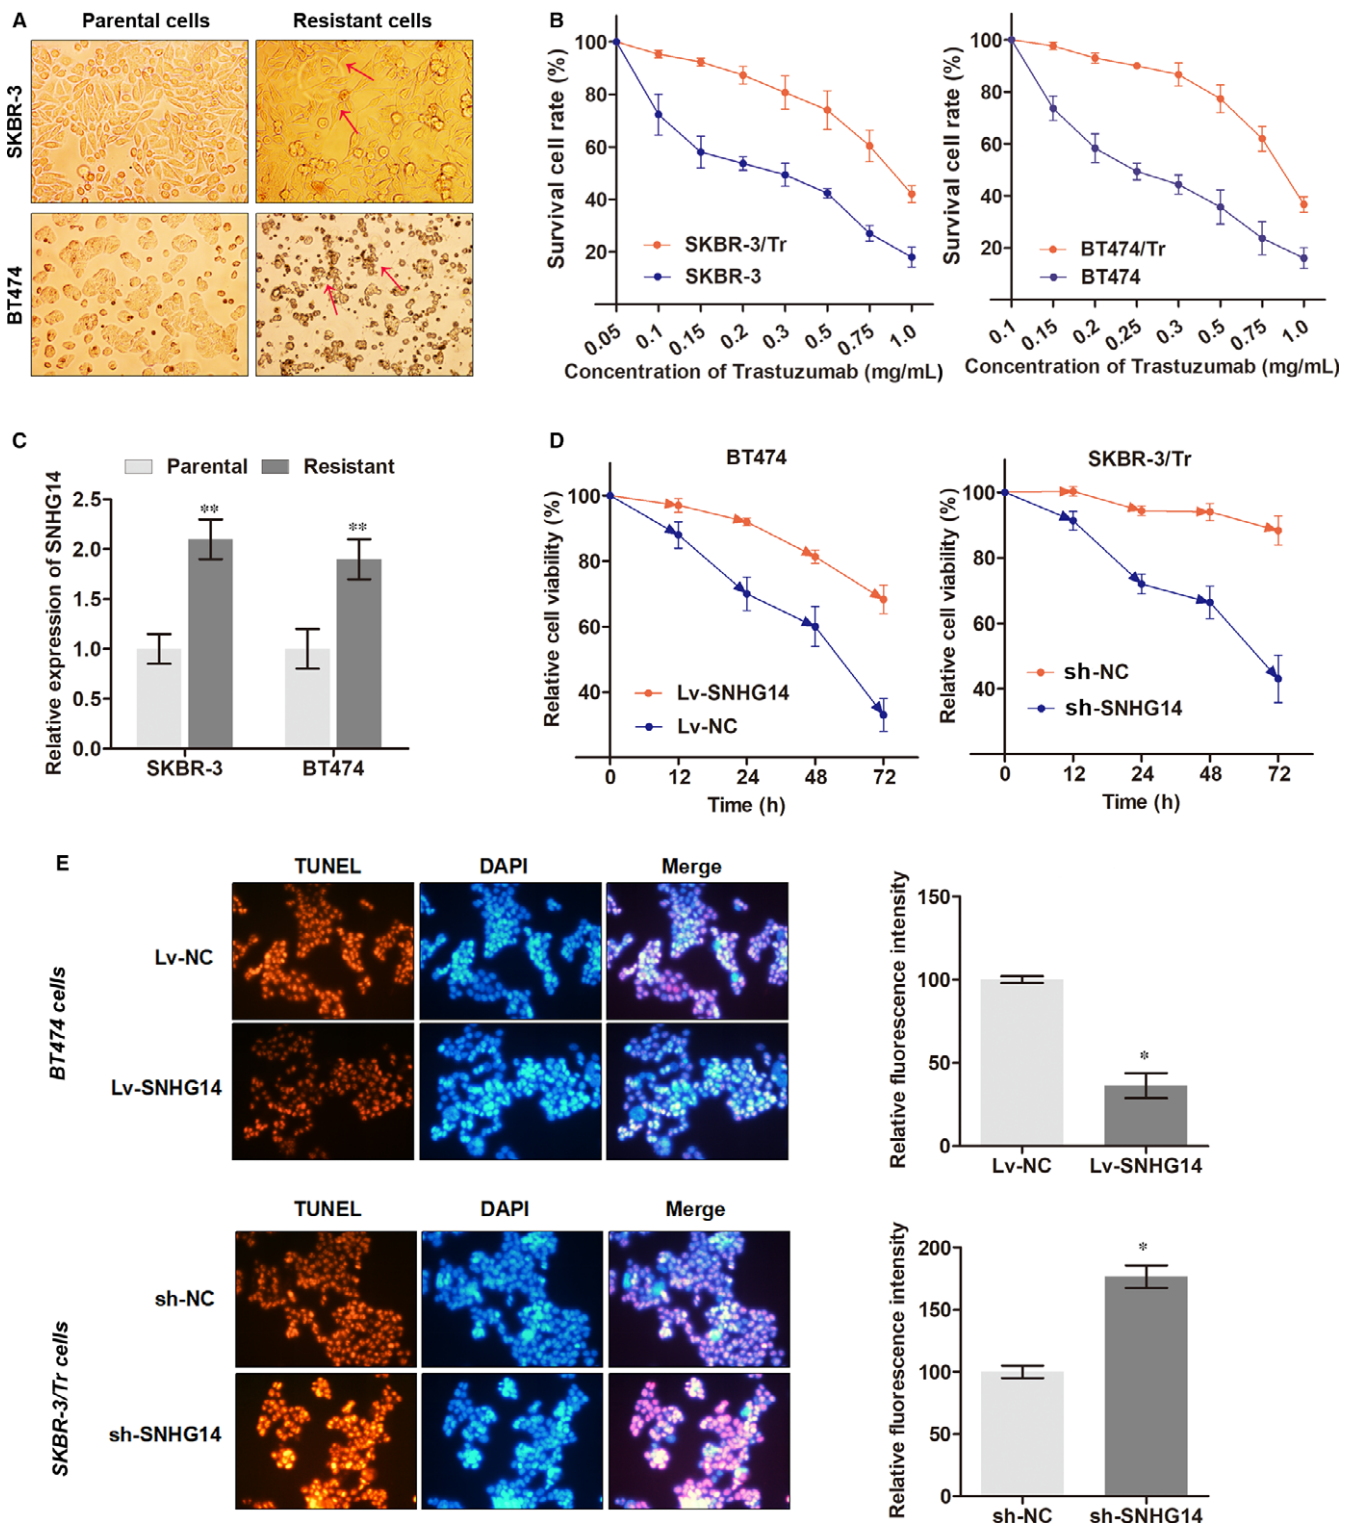 A
Parental cells
Resistant cells
SKBR-3
BT474
B
Survival cell rate (%)
100
80
60
40
20
SKBR-3/Tr
SKBR-3
0.05
0.1
0.15
0.2
0.3
0.5
0.75
1.0
Concentration of Trastuzumab (mg/mL)
Survival cell rate (%)
100
80
60
40
20
BT474/Tr
BT474
0.1
0.15
0.2
0.25
0.3
0.5
0.75
1.0
Concentration of Trastuzumab (mg/mL)
C
Parental
Resistant
Relative expression of SNHG14
2.5
2.0
1.5
1.0
0.5
0.0
**
**
SKBR-3
BT474
D
BT474
Relative cell viability (%)
100
80
60
40
Lv-SNHG14
Lv-NC
0
12
24
48
72
Time (h)
SKBR-3/Tr
Relative cell viability (%)
100
80
60
40
sh-NC
sh-SNHG14
0
12
24
48
72
Time (h)
E
TUNEL
DAPI
Merge
BT474 cells
Lv-NC
Lv-SNHG14
Relative fluorescence intensity
150
100
50
0
*
Lv-NC
Lv-SNHG14
TUNEL
DAPI
Merge
SKBR-3/Tr cells
sh-NC
sh-SNHG14
Relative fluorescence intensity
200
150
100
50
0
*
sh-NC
sh-SNHG14